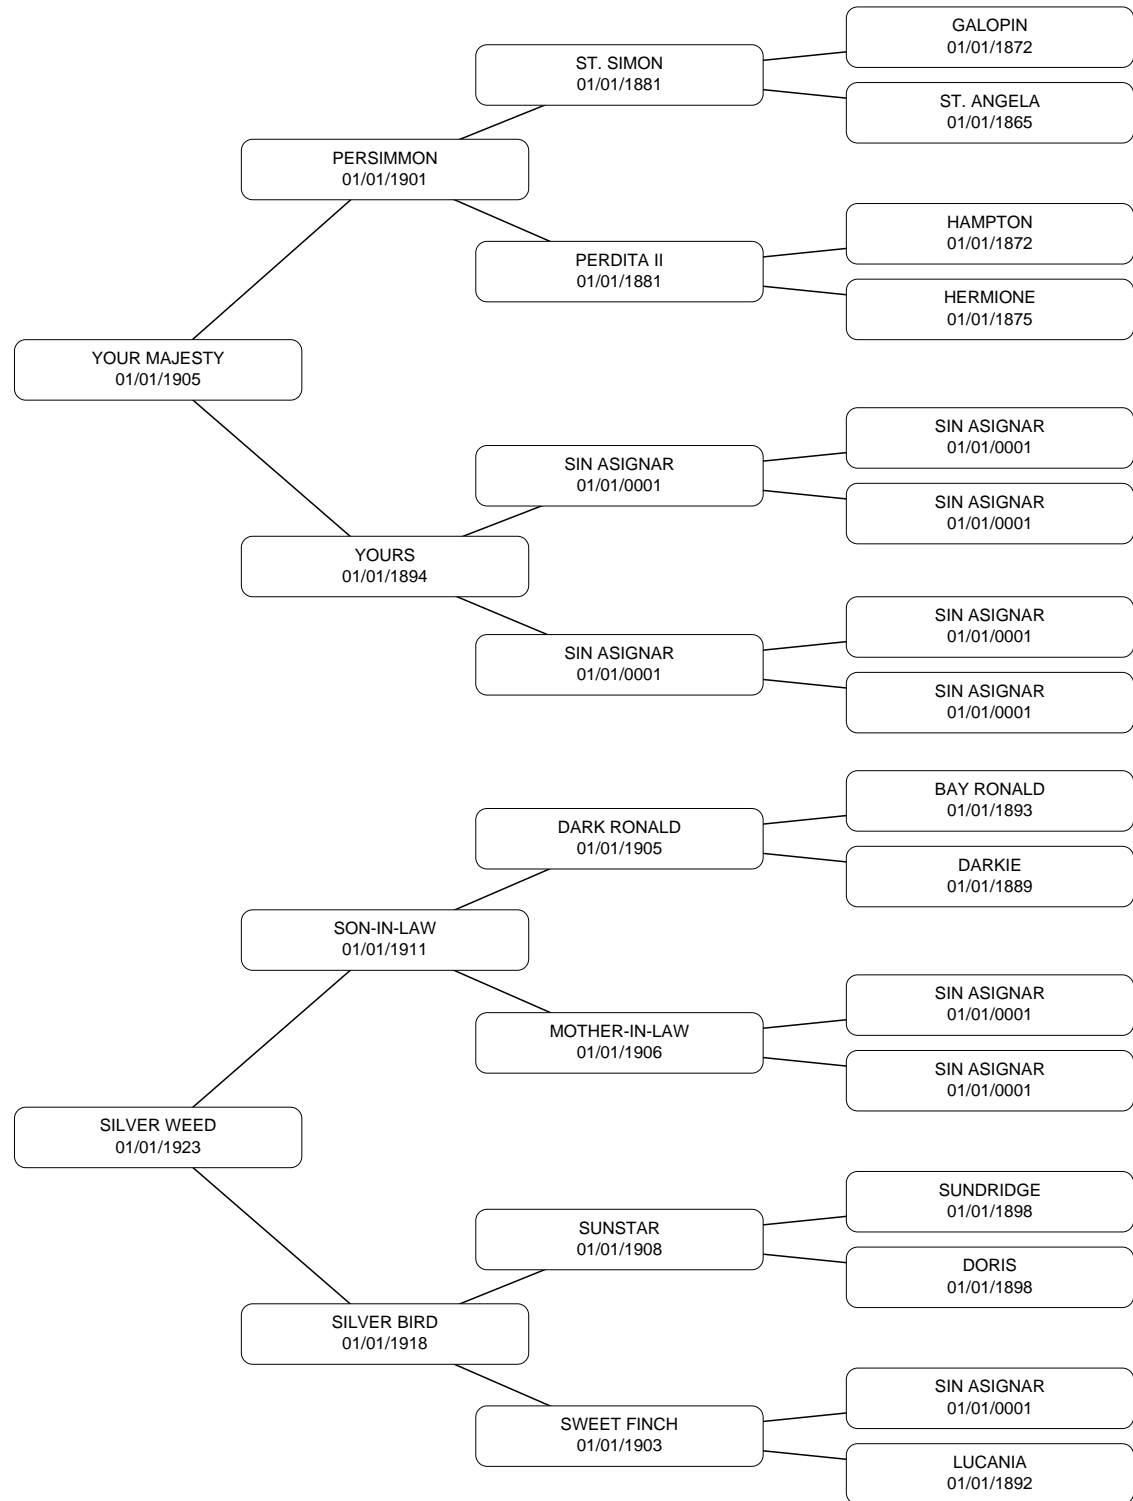 GALOPIN
01/01/1872
ST. SIMON
01/01/1881
ST. ANGELA
01/01/1865
PERSIMMON
01/01/1901
HAMPTON
01/01/1872
PERDITA II
01/01/1881
HERMIONE
01/01/1875
YOUR MAJESTY
01/01/1905
SIN ASIGNAR
01/01/0001
SIN ASIGNAR
01/01/0001
SIN ASIGNAR
01/01/0001
YOURS
01/01/1894
SIN ASIGNAR
01/01/0001
SIN ASIGNAR
01/01/0001
SIN ASIGNAR
01/01/0001
BAY RONALD
01/01/1893
DARK RONALD
01/01/1905
DARKIE
01/01/1889
SON-IN-LAW
01/01/1911
SIN ASIGNAR
01/01/0001
MOTHER-IN-LAW
01/01/1906
SIN ASIGNAR
01/01/0001
SILVER WEED
01/01/1923
SUNDRIDGE
01/01/1898
SUNSTAR
01/01/1908
DORIS
01/01/1898
SILVER BIRD
01/01/1918
SIN ASIGNAR
01/01/0001
SWEET FINCH
01/01/1903
LUCANIA
01/01/1892